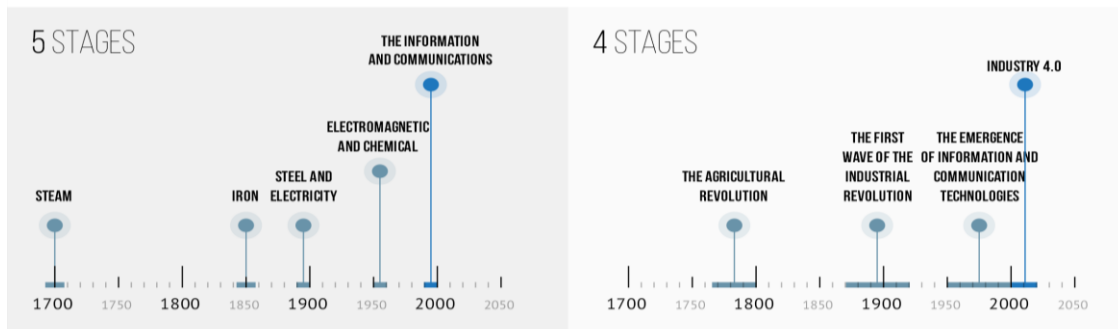 5 STAGES
THE INFORMATION
AND COMMUNICATIONS
ELECTROMAGNETIC
AND CHEMICAL
STEEL AND
ELECTRICITY
STEAM
IRON
1700
1750
1800
1850
1900
1950
2000
2050
4 STAGES
INDUSTRY 4.0
THE AGRICULTURAL
REVOLUTION
THE FIRST
WAVE OF THE
INDUSTRIAL
REVOLUTION
THE EMERGENCE
OF INFORMATION AND
COMMUNICATION
TECHNOLOGIES
1700
1750
1800
1850
1900
1950
2000
2050